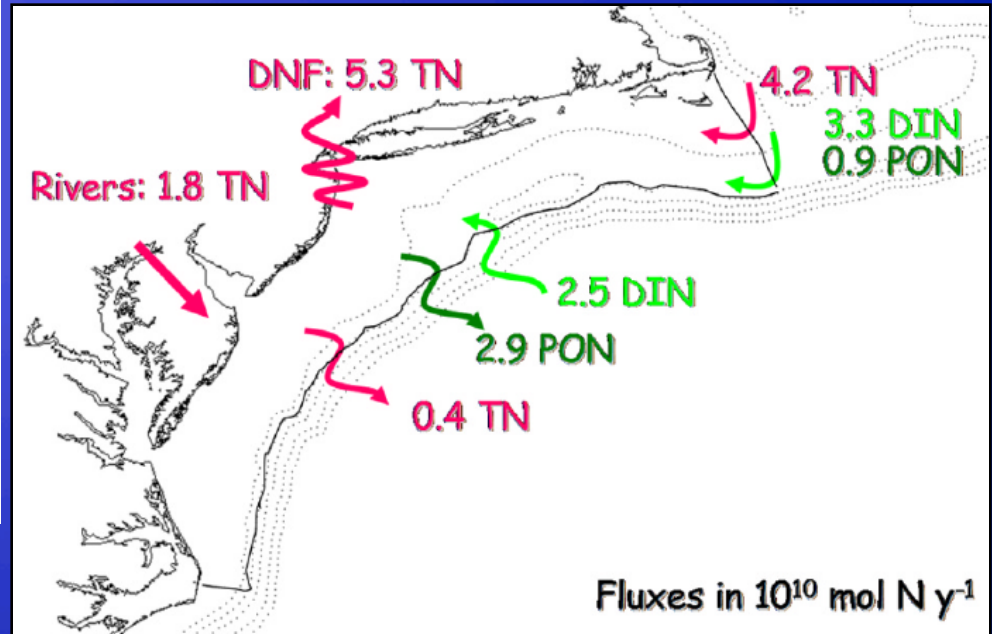 DNF: 5.3 TN
4.2 TN
3.3 DIN
0.9 PON
Rivers: 1.8 TN
2.5 DIN
2.9 PON
0.4 TN
Fluxes in 10¹⁰ mol N y⁻¹